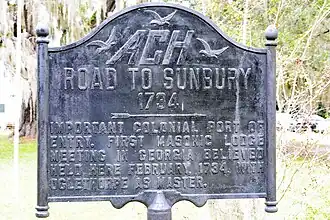 ACH
ROAD TO SUNBURY
1734
IMPORTANT COLONIAL PORT OF
ENTRY. FIRST MASONIC LODGE
MEETING IN GEORGIA BELIEVED
HELD HERE FEBRUARY, 1734, WITH
OGLETHORPE AS MASTER.